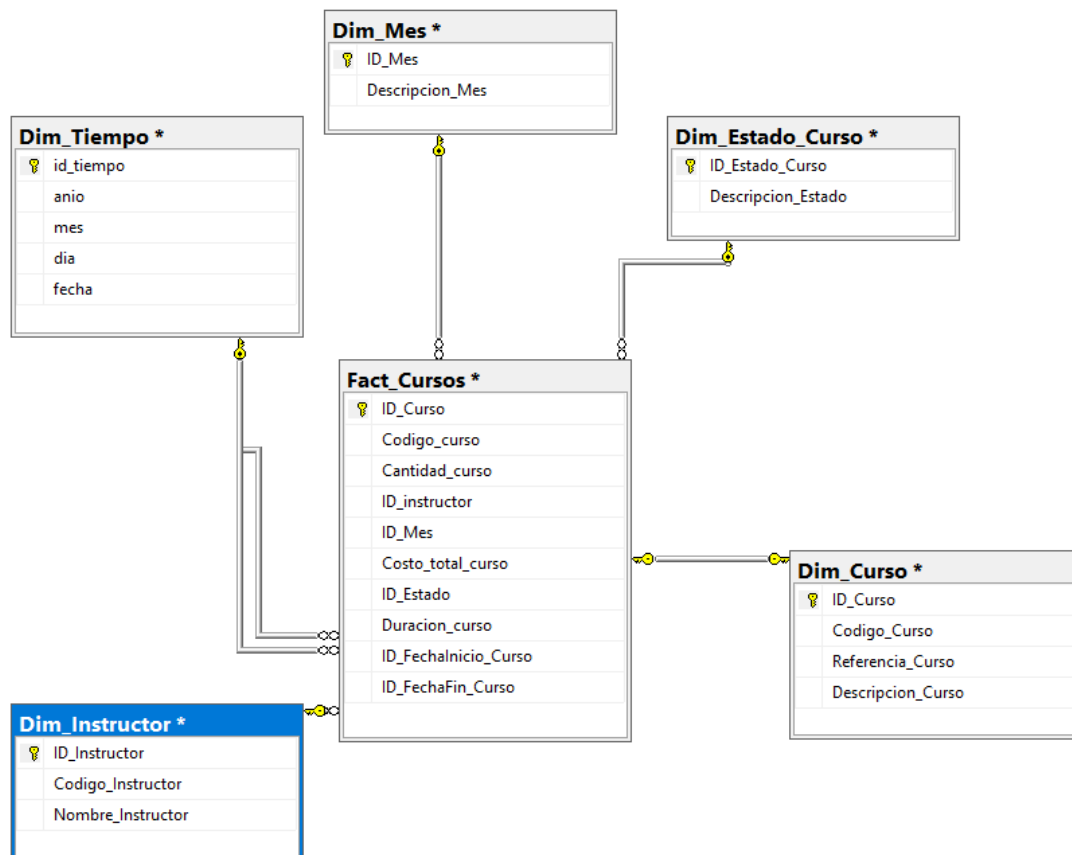 Dim_Mes *
ID_Mes
Descripcion_Mes
Dim_Tiempo *
id_tiempo
anio
mes
dia
fecha
Dim_Estado_Curso *
ID_Estado_Curso
Descripcion_Estado
Fact_Cursos *
ID_Curso
Codigo_curso
Cantidad_curso
ID_instructor
ID_Mes
Costo_total_curso
ID_Estado
Duracion_curso
ID_FechaInicio_Curso
ID_FechaFin_Curso
Dim_Curso *
ID_Curso
Codigo_Curso
Referencia_Curso
Descripcion_Curso
Dim_Instructor *
ID_Instructor
Codigo_Instructor
Nombre_Instructor